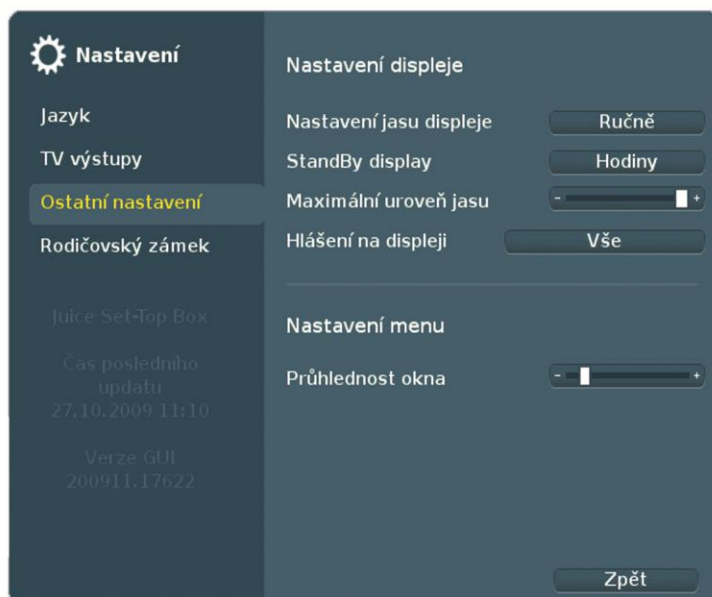 Nastavení
Jazyk
TV výstupy
Ostatní nastavení
Rodičovský zámek
Juice Set-Top Box
Čas posledního
updatu
27.10.2009 11:10
Verze GUI
200911.17622
Nastavení displeje
Nastavení jasu displeje Ručně
StandBy display Hodiny
Maximální uroveň jasu - +
Hlášení na displeji Vše
Nastavení menu
Průhlednost okna - +
Zpět